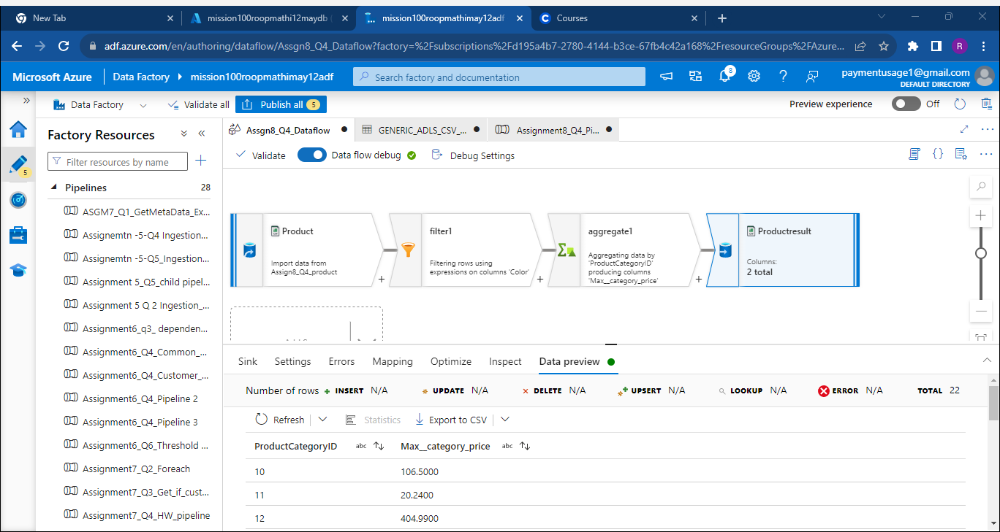 New Tab
mission100roopmathi12maydb (
mission100roopmathimay12adf
Courses
adf.azure.com/en/authoring/dataflow/Assgn8_Q4_Dataflow?factory=%2Fsubscriptions%2Fd195a4b7-2780-4144-b3ce-67fb4c42a168%2FresourceGroups%2FAzure...
R
Microsoft Azure
Data Factory
mission100roopmathimay12adf
Search factory and documentation
8
paymentusage1@gmail.com
DEFAULT DIRECTORY
Data Factory
Validate all
Publish all 5
Preview experience
Off
5
Factory Resources
Filter resources by name
Pipelines 28
ASGM7_Q1_GetMetaData_Ex...
Assignemtn -5-Q4 Ingestion...
Assignemtn -5-Q5_Ingestion...
Assignment 5_Q5_child pipel...
Assignment 5 Q 2 Ingestion_...
Assignment6_q3_ dependen...
Assignment6_Q4_Common_...
Assignment6_Q4_Customer_...
Assignment6_Q4_Pipeline 2
Assignment6_Q4_Pipeline 3
Assignment6_Q6_Threshold ...
Assignment7_Q2_Foreach
Assignment7_Q3_Get_if_cust...
Assignment7_Q4_HW_pipeline
Assgn8_Q4_Dataflow
GENERIC_ADLS_CSV_...
Assignment8_Q4_Pi...
Validate
Data flow debug
Debug Settings
Product
Import data from
Assgn8_Q4_product
filter1
Filtering rows using
expressions on columns 'Color'
aggregate1
Aggregating data by
'ProductCategoryID'
producing columns
'Max__category_price'
Productresult
Columns:
2 total
Sink
Settings
Errors
Mapping
Optimize
Inspect
Data preview
Number of rows
INSERT N/A
UPDATE N/A
DELETE N/A
UPSERT N/A
LOOKUP N/A
ERROR N/A
TOTAL 22
Refresh
Statistics
Export to CSV
ProductCategoryID abc
Max__category_price abc
10 106.5000
11 20.2400
12 404.9900